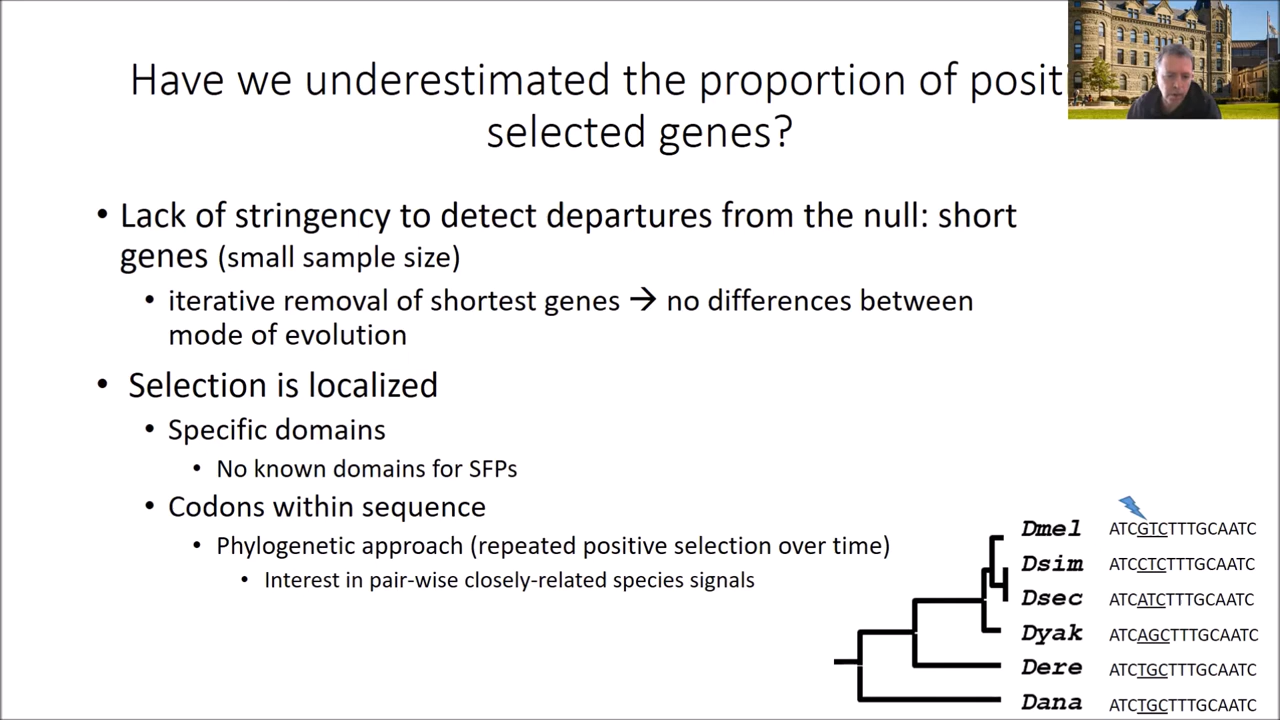 Have we underestimated the proportion of posit
selected genes?
• Lack of stringency to detect departures from the null: short
genes (small sample size)
• iterative removal of shortest genes → no differences between
mode of evolution
• Selection is localized
• Specific domains
• No known domains for SFPs
• Codons within sequence
• Phylogenetic approach (repeated positive selection over time)
• Interest in pair-wise closely-related species signals
Dmel ATCGTCTTTGCAATC
Dsim ATCCTCTTTGCAATC
Dsec ATCATCTTTGCAATC
Dyak ATCAGCTTTGCAATC
Dere ATCTGCTTTGCAATC
Dana ATCTGCTTTGCAATC